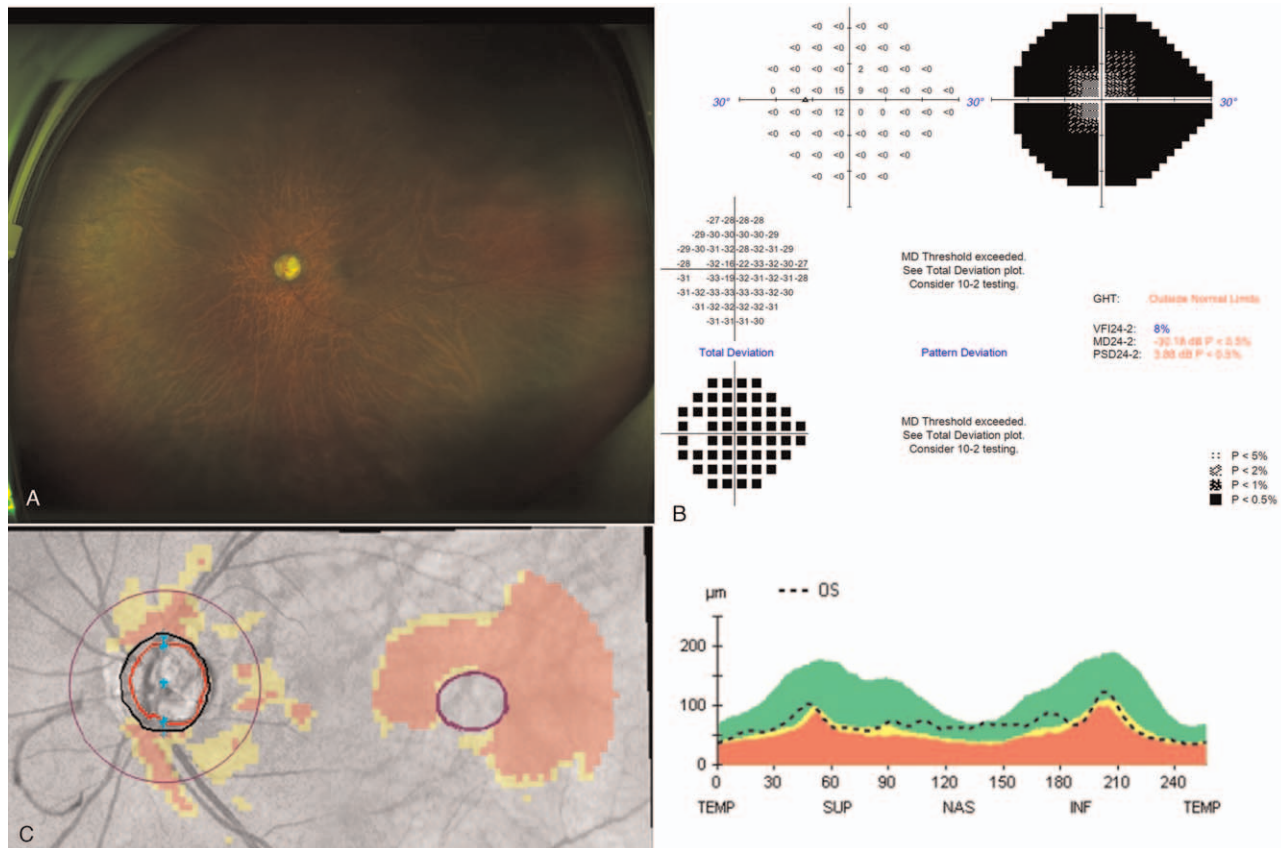 <0 <0 <0 <0
<0 <0 <0 <0 <0 <0
<0 <0 <0 <0 2 <0 <0 <0
0 <0 <0 15 9 <0 <0 <0 <0
30° 30° 30°
<0 <0 <0 12 0 0 <0 <0 <0
<0 <0 <0 <0 <0 <0 <0 <0
<0 <0 <0 <0 <0 <0
<0 <0 <0 <0
-27 -28 -28 -28
-29 -30 -30 -30 -30 -29
-29 -30 -31 -32 -28 -32 -31 -29
-28 -32 -16 -22 -33 -32 -30 -27
-31 -33 -19 -32 -31 -32 -31 -28
-31 -32 -33 -33 -33 -32 -32 -30
-31 -31 -30
MD Threshold exceeded.
See Total Deviation plot.
Consider 10-2 testing.
GHT: Outside Normal Limits
VFI24-2: 8%
MD24-2: -30.18 dB P < 0.5%
PSD24-2: dB P < 0.5%
Total Deviation
Pattern Deviation
MD Threshold exceeded.
See Total Deviation plot.
Consider 10-2 testing.
P < 5%
P < 2%
P < 1%
P < 0.5%
A
B
C
µm
OS
200
100
0
0 30 60 90 120 150 180 210 240
TEMP SUP NAS INF TEMP